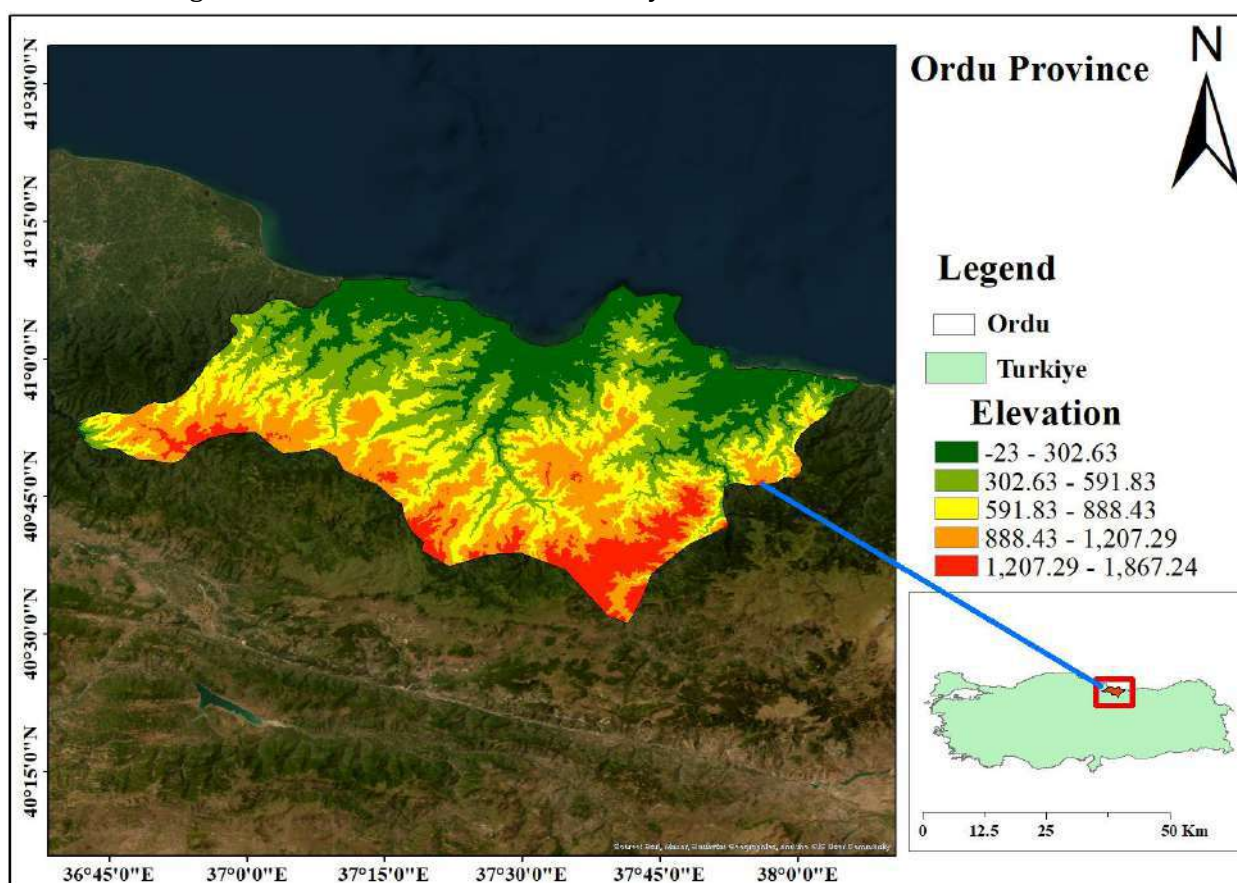 Ordu Province
N
Legend
Ordu
Turkiye
Elevation
-23 - 302.63
302.63 - 591.83
591.83 - 888.43
888.43 - 1,207.29
1,207.29 - 1,867.24
0 12.5 25 50 Km
41°30'0"N
41°15'0"N
41°0'0"N
40°45'0"N
40°30'0"N
40°15'0"N
36°45'0"E 37°0'0"E 37°15'0"E 37°30'0"E 37°45'0"E 38°0'0"E